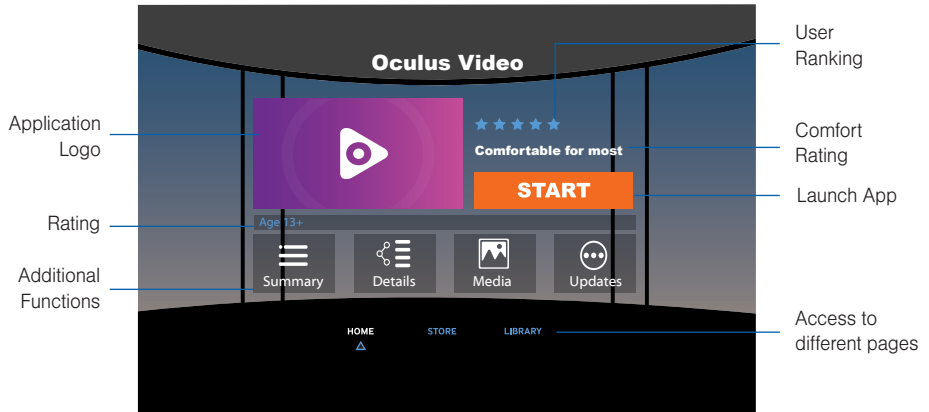 Oculus Video
User
Ranking
Application
Logo
Comfortable for most
Comfort
Rating
START
Launch App
Rating
Age 13+
Additional
Functions
Summary
Details
Media
Updates
HOME
STORE
LIBRARY
Access to
different pages